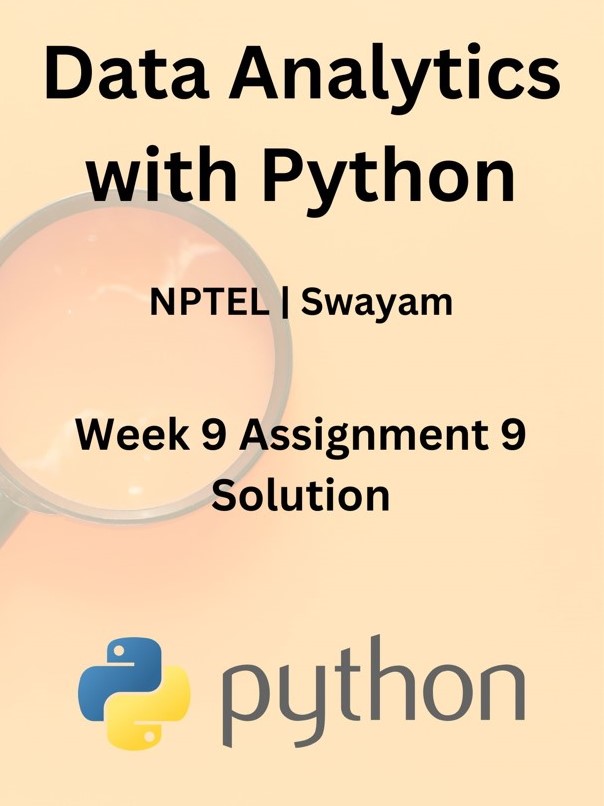 Data Analytics
with Python
NPTEL | Swayam
Week 9 Assignment 9
Solution
python